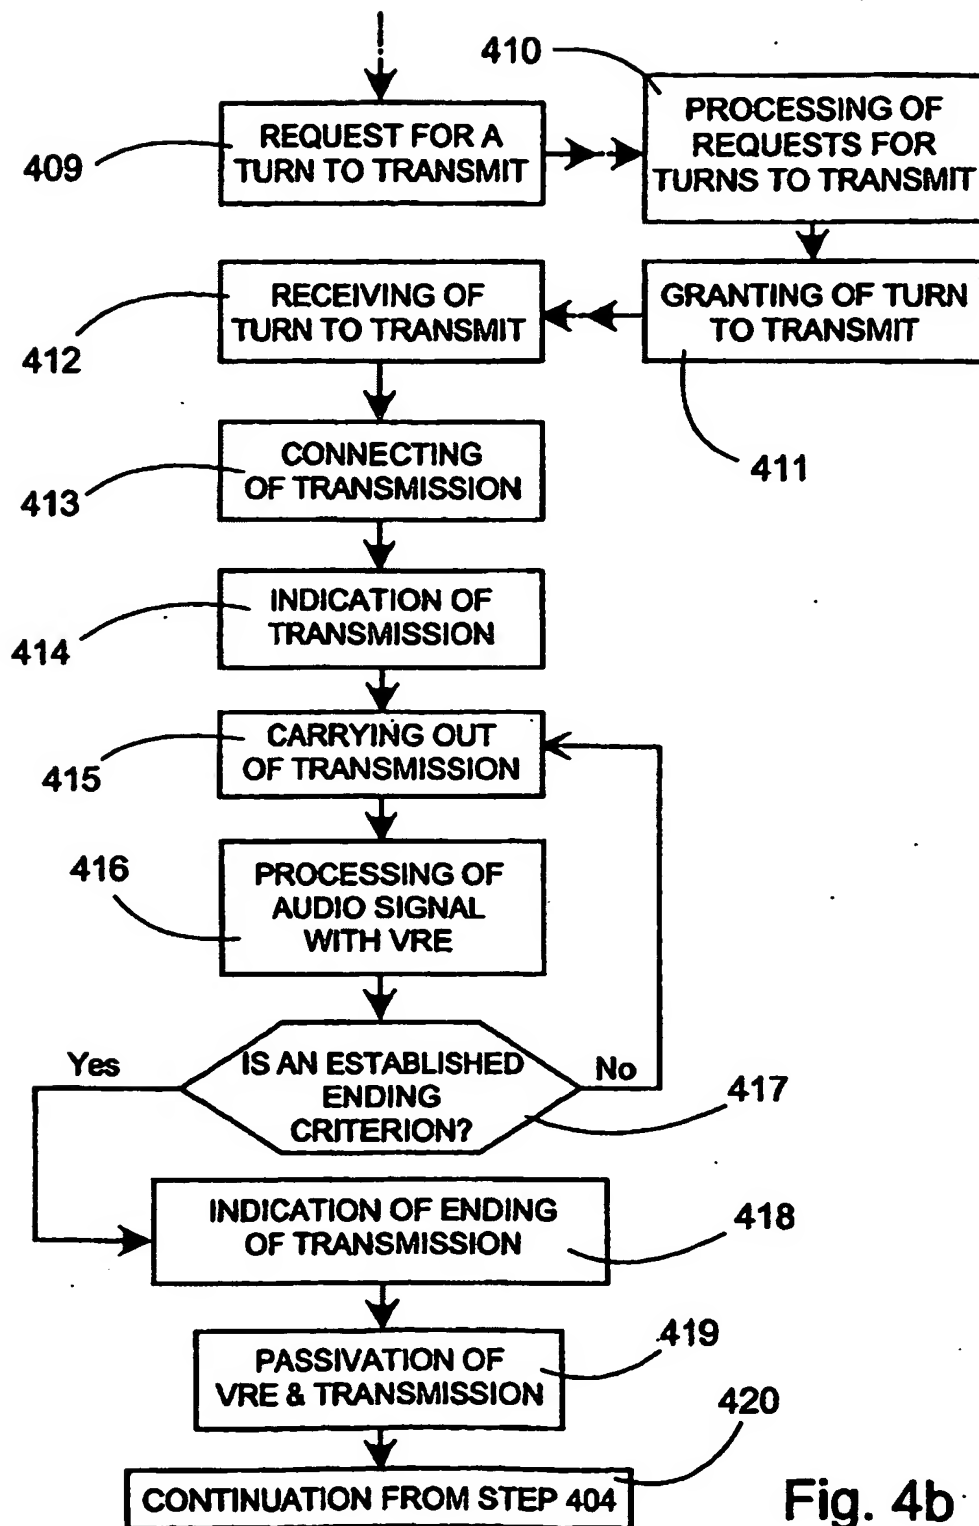 410
REQUEST FOR A
TURN TO TRANSMIT
409
PROCESSING OF
REQUESTS FOR
TURNS TO TRANSMIT
RECEIVING OF
TURN TO TRANSMIT
412
GRANTING OF TURN
TO TRANSMIT
411
CONNECTING
OF TRANSMISSION
413
INDICATION OF
TRANSMISSION
414
CARRYING OUT
OF TRANSMISSION
415
416
PROCESSING OF
AUDIO SIGNAL
WITH VRE
Yes
IS AN ESTABLISHED
ENDING
CRITERION?
No
417
INDICATION OF ENDING
OF TRANSMISSION
418
PASSIVATION OF
VRE & TRANSMISSION
419
420
CONTINUATION FROM STEP 404
Fig. 4b